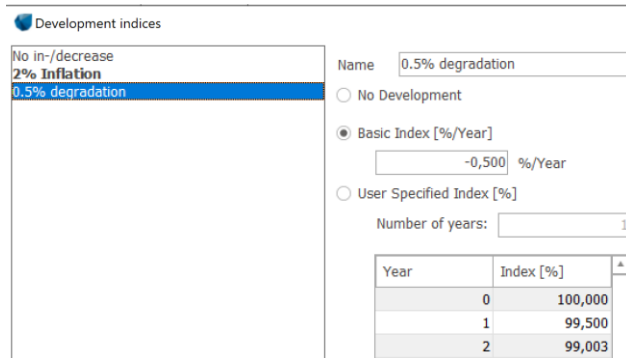 Development indices
No in-/decrease
2% Inflation
0.5% degradation
Name 0.5% degradation
No Development
Basic Index [%/Year]
-0,500 %/Year
User Specified Index [%]
Number of years: 1
Year Index [%]
0 100,000
1 99,500
2 99,003